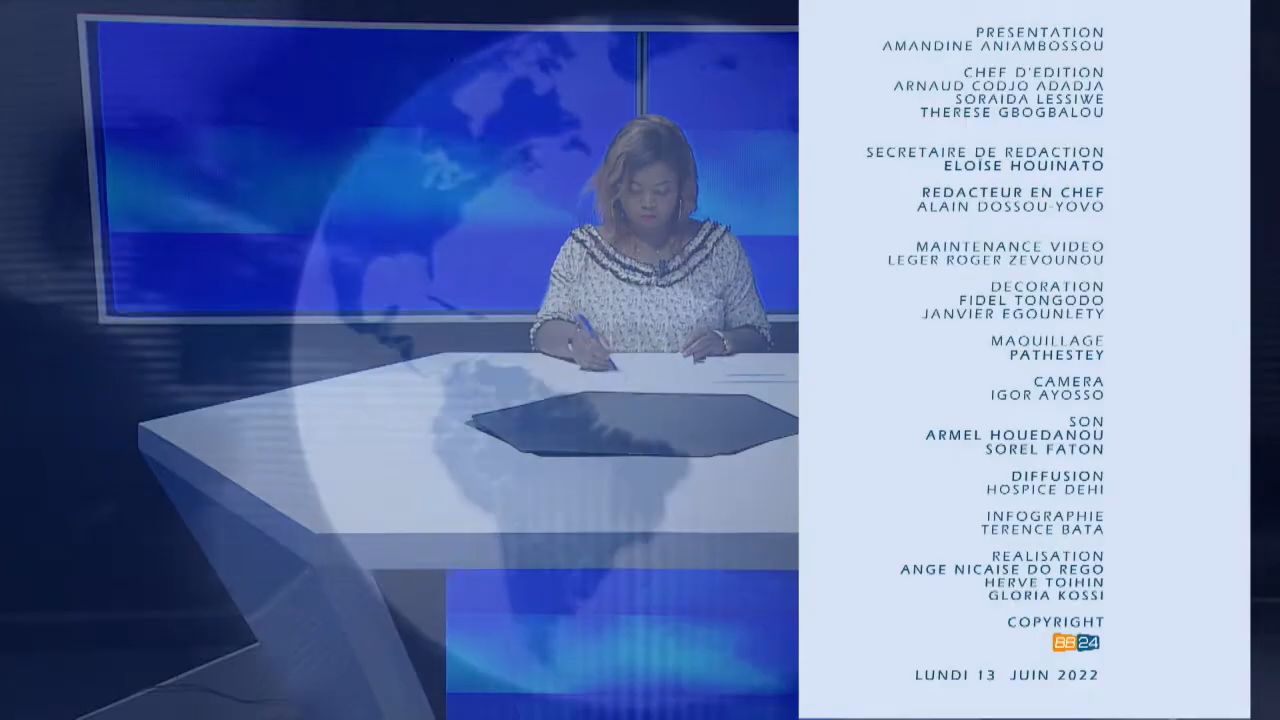 PRESENTATION
AMANDINE ANIAMBOSSOU
CHEF D'EDITION
ARNAUD CODJO ADADJA
SORAIDA LESSIWE
THERESE GBOGBALOU
SECRETAIRE DE REDACTION
ELOÏSE HOUINATO
REDACTEUR EN CHEF
ALAIN DOSSOU-YOVO
MAINTENANCE VIDEO
LEGER ROGER ZEVOUNOU
DECORATION
FIDEL TONGODO
JANVIER EGOUNLETY
MAQUILLAGE
PATHESTEY
CAMERA
IGOR AYOSSO
SON
ARMEL HOUEDANOU
SOREL FATON
DIFFUSION
HOSPICE DEHI
INFOGRAPHIE
TERENCE BATA
REALISATION
ANGE NICAISE DO REGO
HERVE TOIHIN
GLORIA KOSSI
COPYRIGHT
BB24
LUNDI 13 JUIN 2022